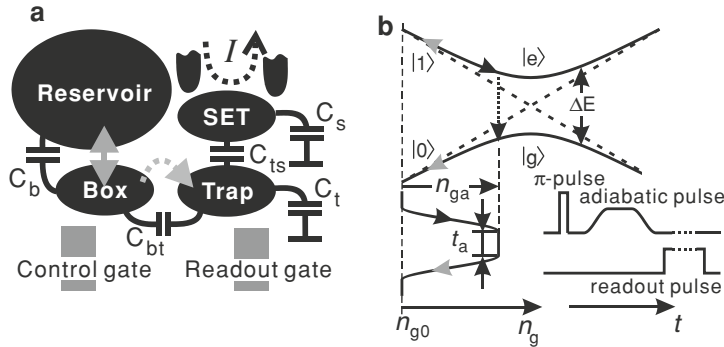 a
I
Reservoir
SET
C_s
C_ts
C_b
Box
Trap
C_t
C_bt
Control gate
Readout gate
b
|1⟩
|e⟩
ΔE
|0⟩
|g⟩
n_ga
π-pulse
adiabatic pulse
t_a
readout pulse
n_g0
n_g
t